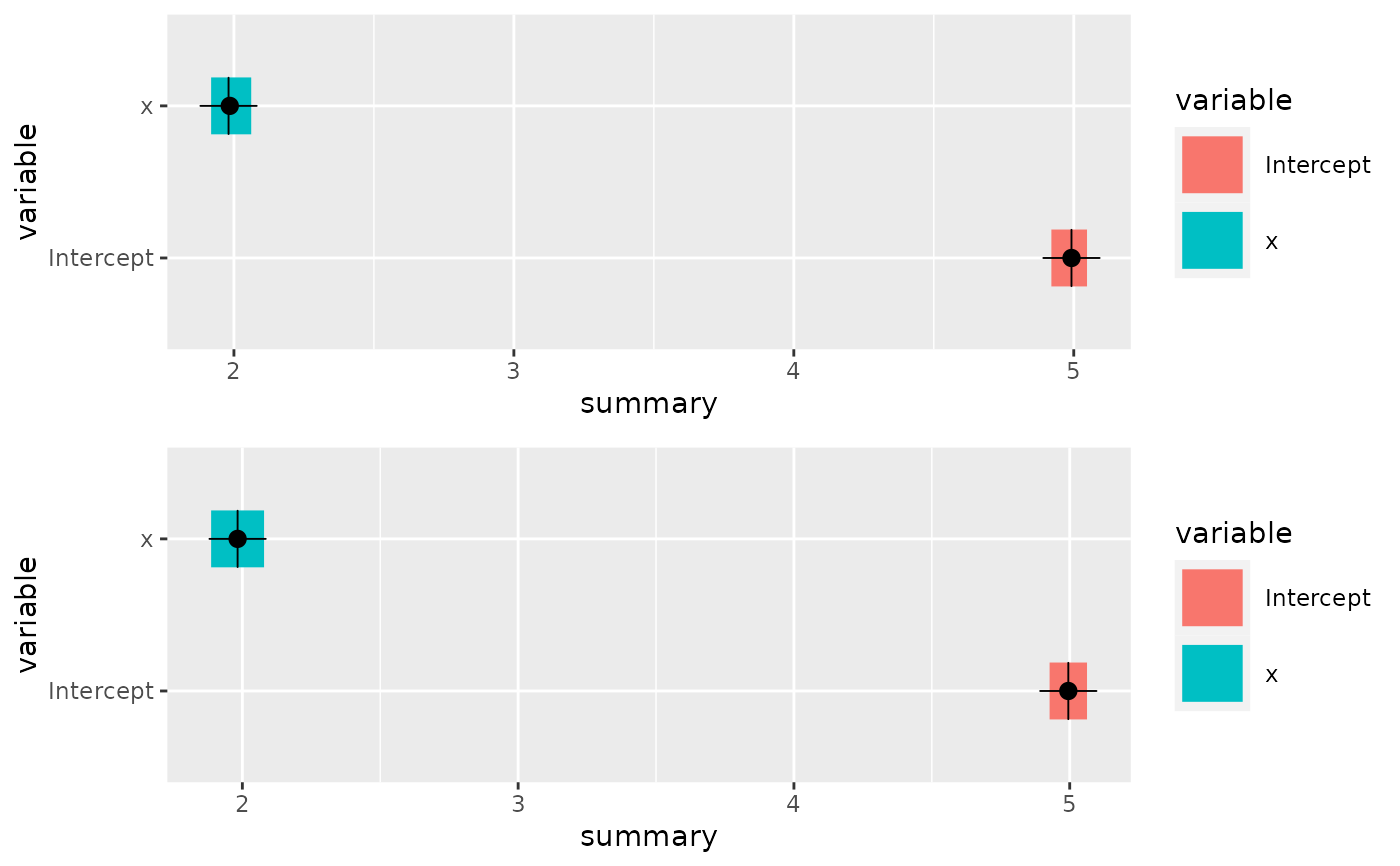 variable
x
Intercept
2 3 4 5
summary
variable
Intercept
x
variable
x
Intercept
2 3 4 5
summary
variable
Intercept
x